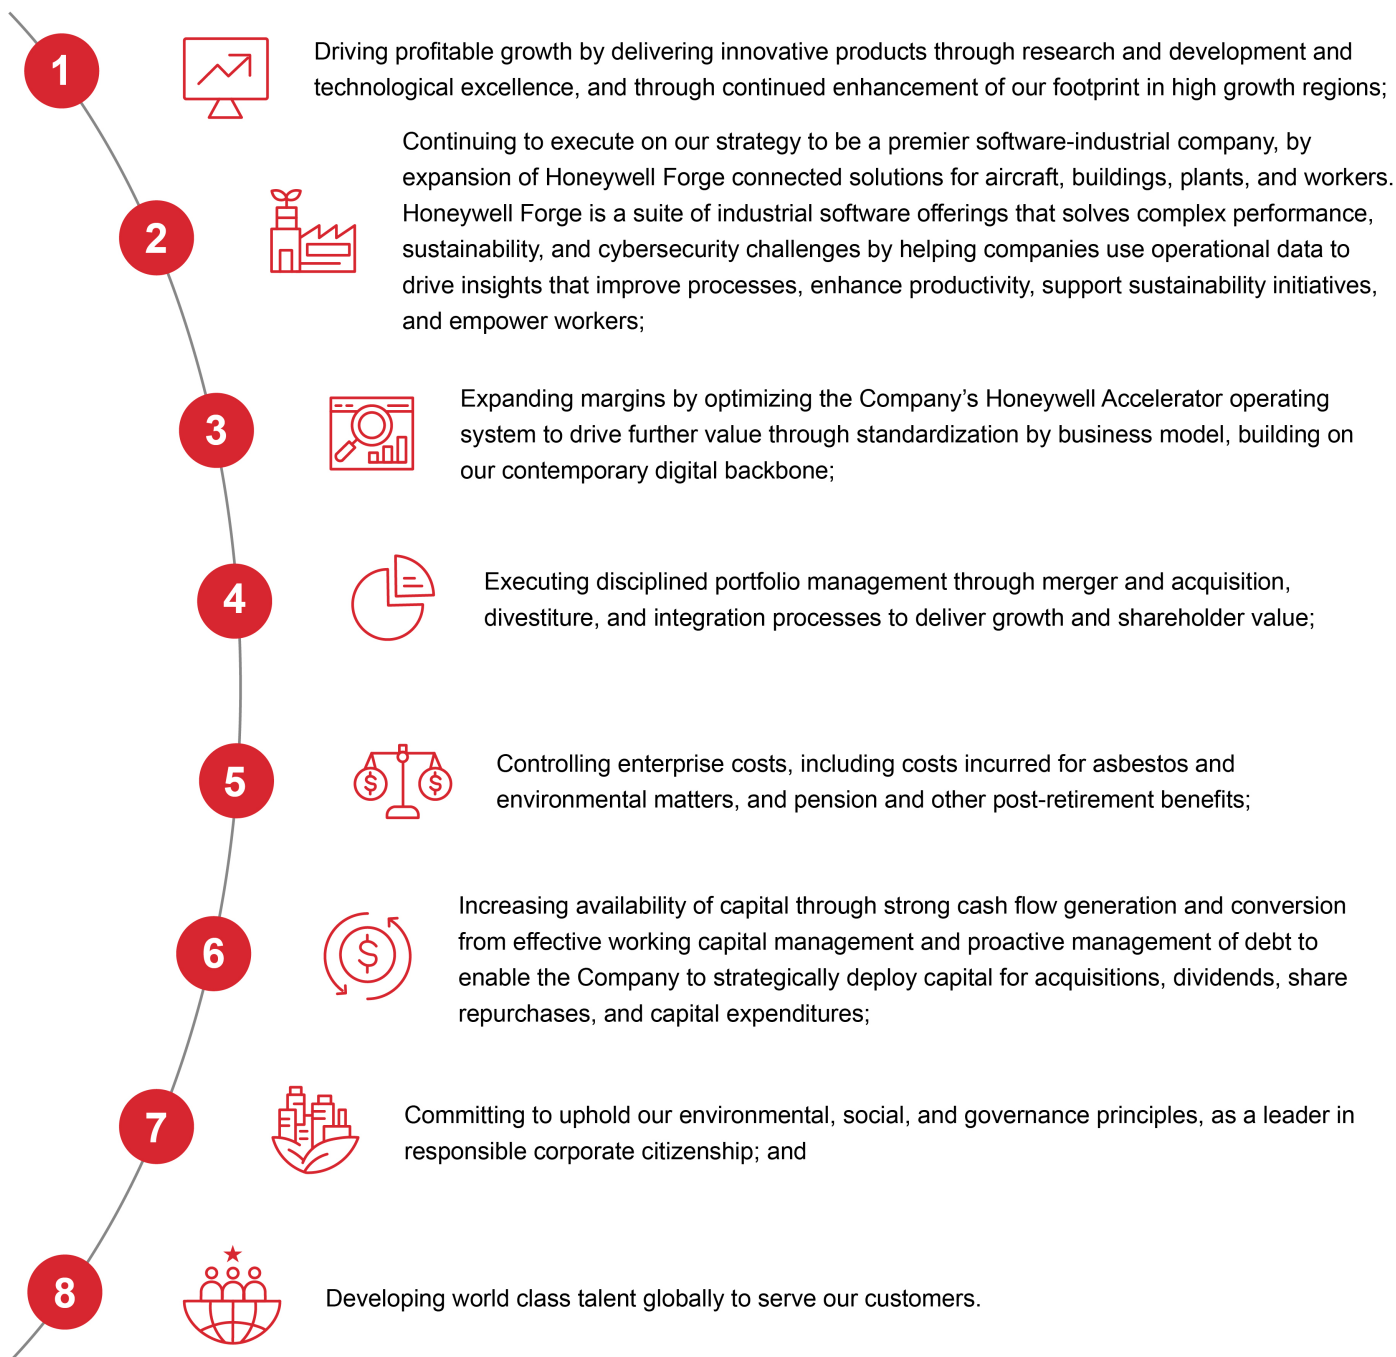 1
Driving profitable growth by delivering innovative products through research and development and
technological excellence, and through continued enhancement of our footprint in high growth regions;
2
Continuing to execute on our strategy to be a premier software-industrial company, by
expansion of Honeywell Forge connected solutions for aircraft, buildings, plants, and workers.
Honeywell Forge is a suite of industrial software offerings that solves complex performance,
sustainability, and cybersecurity challenges by helping companies use operational data to
drive insights that improve processes, enhance productivity, support sustainability initiatives,
and empower workers;
3
Expanding margins by optimizing the Company’s Honeywell Accelerator operating
system to drive further value through standardization by business model, building on
our contemporary digital backbone;
4
Executing disciplined portfolio management through merger and acquisition,
divestiture, and integration processes to deliver growth and shareholder value;
5
$ $
Controlling enterprise costs, including costs incurred for asbestos and
environmental matters, and pension and other post-retirement benefits;
6
$
Increasing availability of capital through strong cash flow generation and conversion
from effective working capital management and proactive management of debt to
enable the Company to strategically deploy capital for acquisitions, dividends, share
repurchases, and capital expenditures;
7
Committing to uphold our environmental, social, and governance principles, as a leader in
responsible corporate citizenship; and
8
Developing world class talent globally to serve our customers.